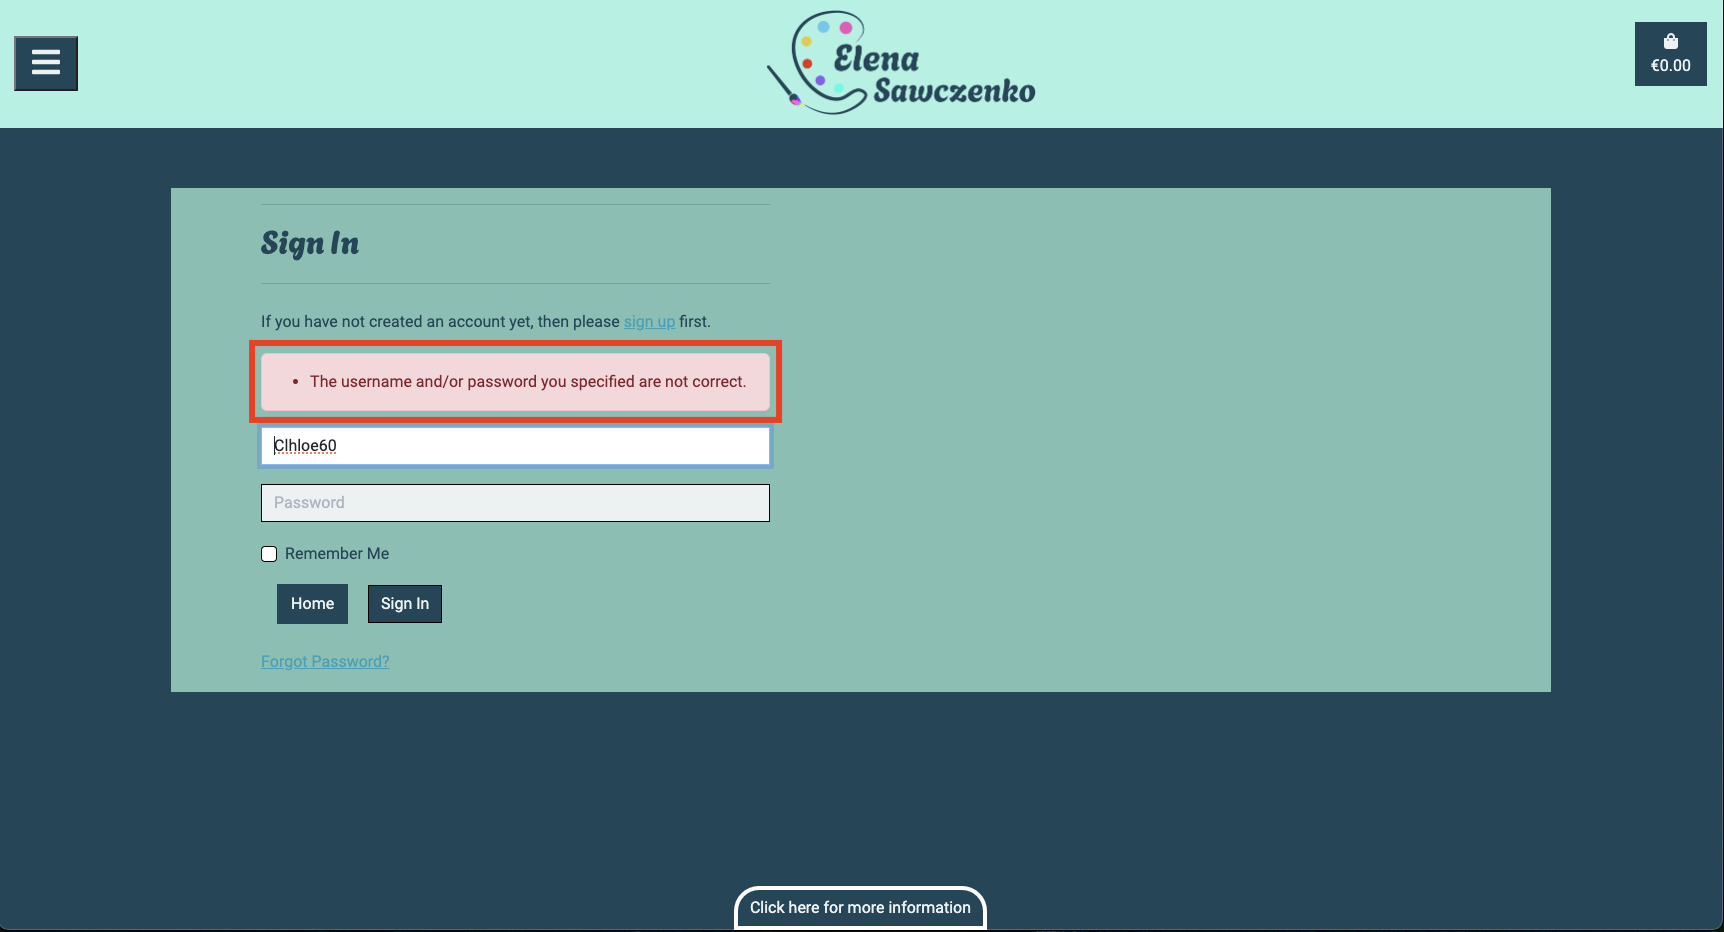 Elena
Sawczenko
€0.00
Sign In
If you have not created an account yet, then please sign up first.
• The username and/or password you specified are not correct.
Clhloe60
Password
Remember Me
Home
Sign In
Forgot Password?
Click here for more information